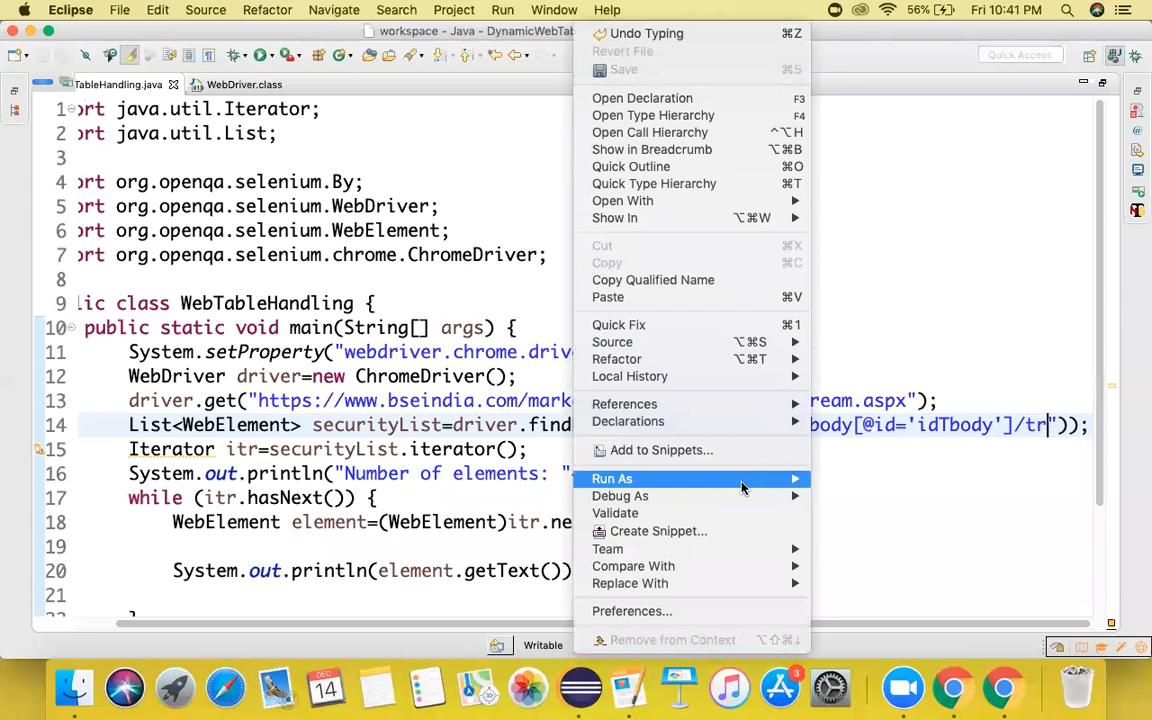 Eclipse File Edit Source Refactor Navigate Search Project Run Window Help 56% Fri 10:41 PM
workspace - Java - DynamicWebTab
Quick Access
TableHandling.java WebDriver.class
1 ort java.util.Iterator;
2 ort java.util.List;
3
4 ort org.openqa.selenium.By;
5 ort org.openqa.selenium.WebDriver;
6 ort org.openqa.selenium.WebElement;
7 ort org.openqa.selenium.chrome.ChromeDriver;
8
9 lic class WebTableHandling {
10 public static void main(String[] args) {
11 System.setProperty("webdriver.chrome.driv
12 WebDriver driver=new ChromeDriver();
13 driver.get("https://www.bseindia.com/mark ream.aspx");
14 List<WebElement> securityList=driver.find body[@id='idTbody']/tr"));
15 Iterator itr=securityList.iterator();
16 System.out.println("Number of elements: "
17 while (itr.hasNext()) {
18 WebElement element=(WebElement)itr.ne
19
20 System.out.println(element.getText())
21
22 }
Undo Typing ⌘Z
Revert File
Save ⌘S
Open Declaration F3
Open Type Hierarchy F4
Open Call Hierarchy ^⌥H
Show in Breadcrumb ⌥⌘B
Quick Outline ⌘O
Quick Type Hierarchy ⌘T
Open With
Show In ⌥⌘W
Cut ⌘X
Copy ⌘C
Copy Qualified Name
Paste ⌘V
Quick Fix ⌘1
Source ⌥⌘S
Refactor ⌥⌘T
Local History
References
Declarations
Add to Snippets...
Run As
Debug As
Validate
Create Snippet...
Team
Compare With
Replace With
Preferences...
Remove from Context ⌥⇧⌘↓
Writable
DEC
14
3